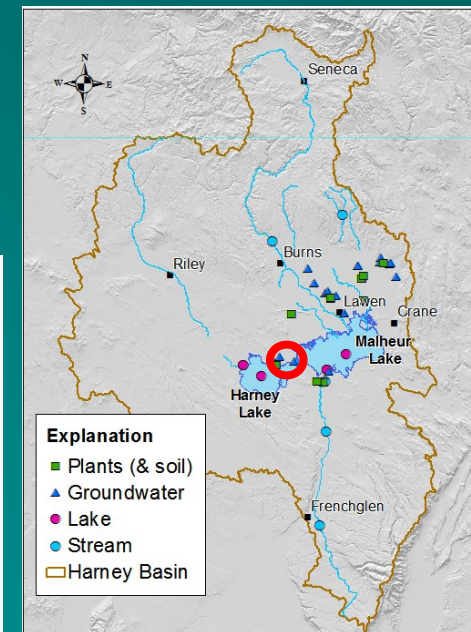 N
W E
S
Seneca
Burns
Riley
Lawen
Crane
Malheur
Lake
Harney
Lake
Frenchglen
Explanation
Plants (& soil)
Groundwater
Lake
Stream
Harney Basin